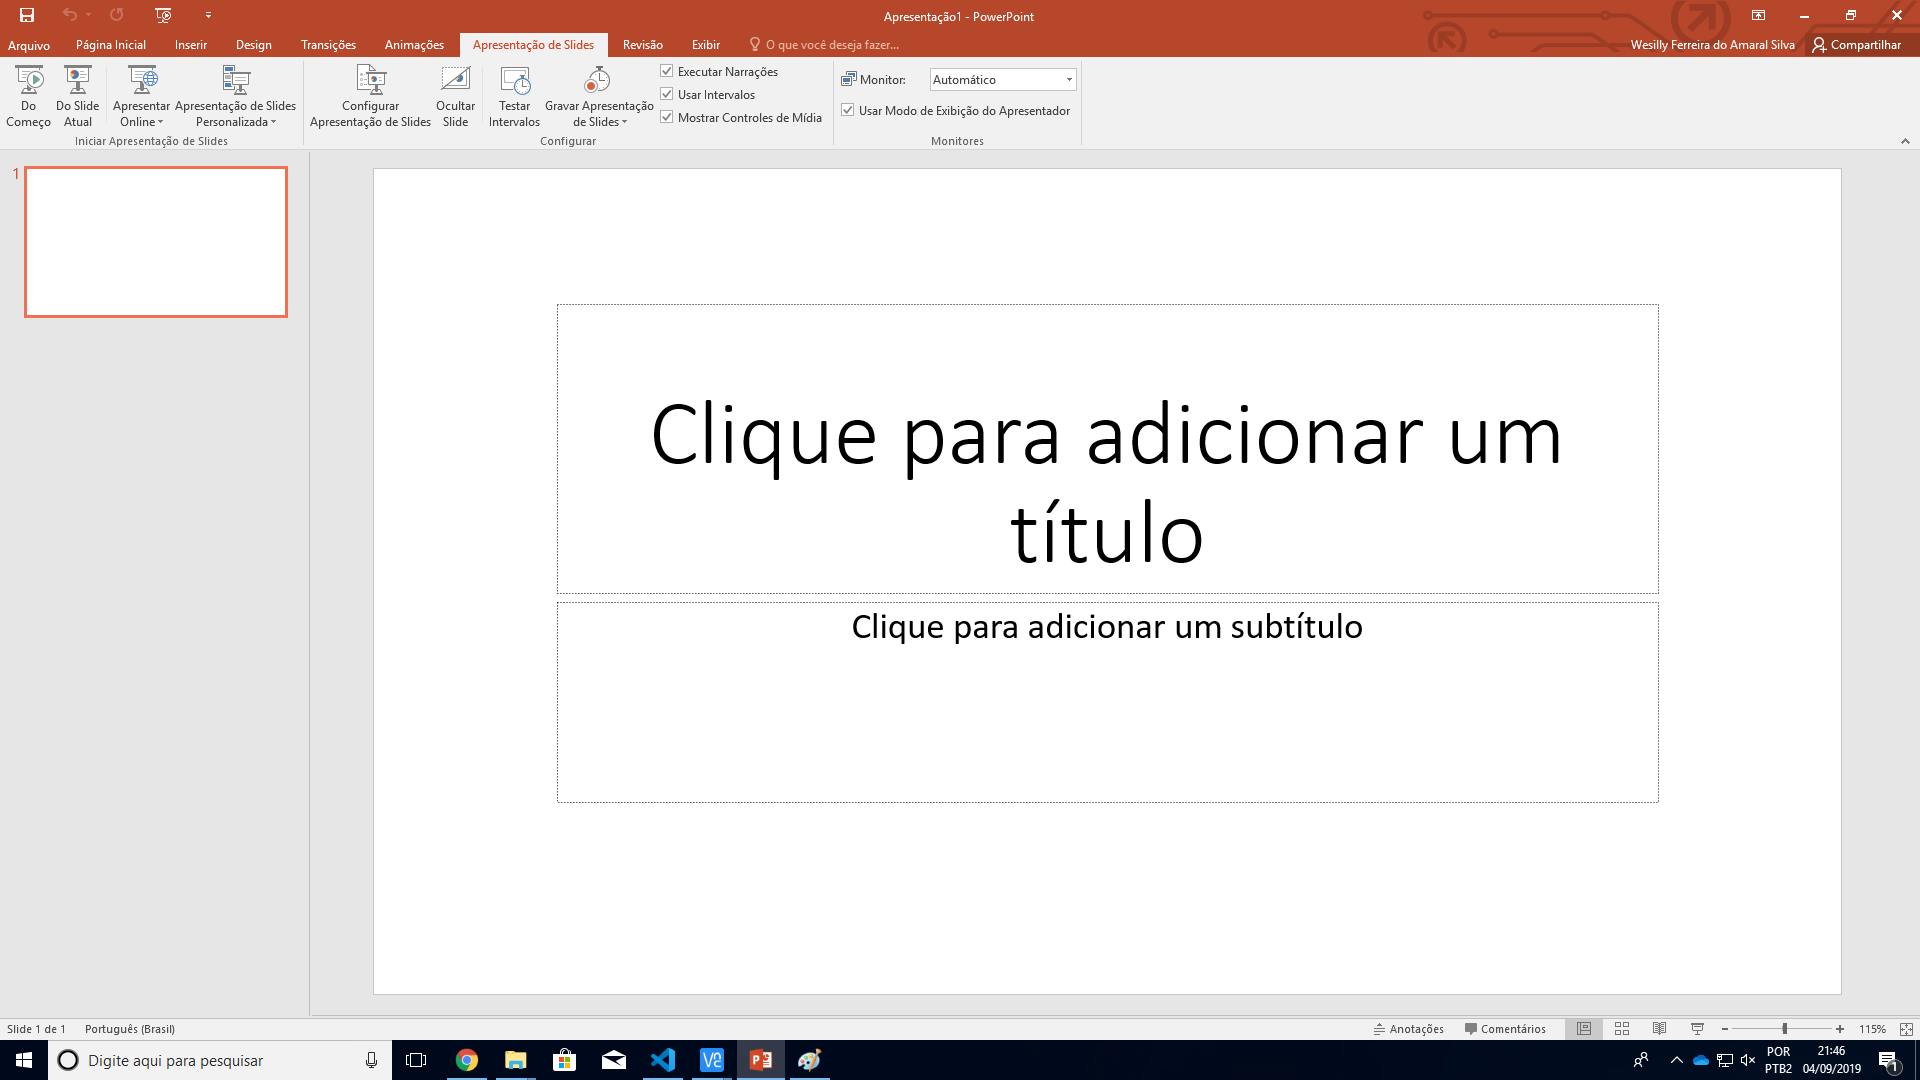 Apresentação1 - PowerPoint
Arquivo Página Inicial Inserir Design Transições Animações Apresentação de Slides Revisão Exibir O que você deseja fazer... Wesilly Ferreira do Amaral Silva Compartilhar
Do Começo
Do Slide Atual
Apresentar Online
Apresentação de Slides Personalizada
Iniciar Apresentação de Slides
Configurar Apresentação de Slides
Ocultar Slide
Testar Intervalos
Gravar Apresentação de Slides
Executar Narrações
Usar Intervalos
Mostrar Controles de Mídia
Configurar
Monitor: Automático
Usar Modo de Exibição do Apresentador
Monitores
1
Clique para adicionar um
título
Clique para adicionar um subtítulo
Slide 1 de 1 Português (Brasil) Anotações Comentários 115%
Digite aqui para pesquisar
POR
PTB2
21:46
04/09/2019
1